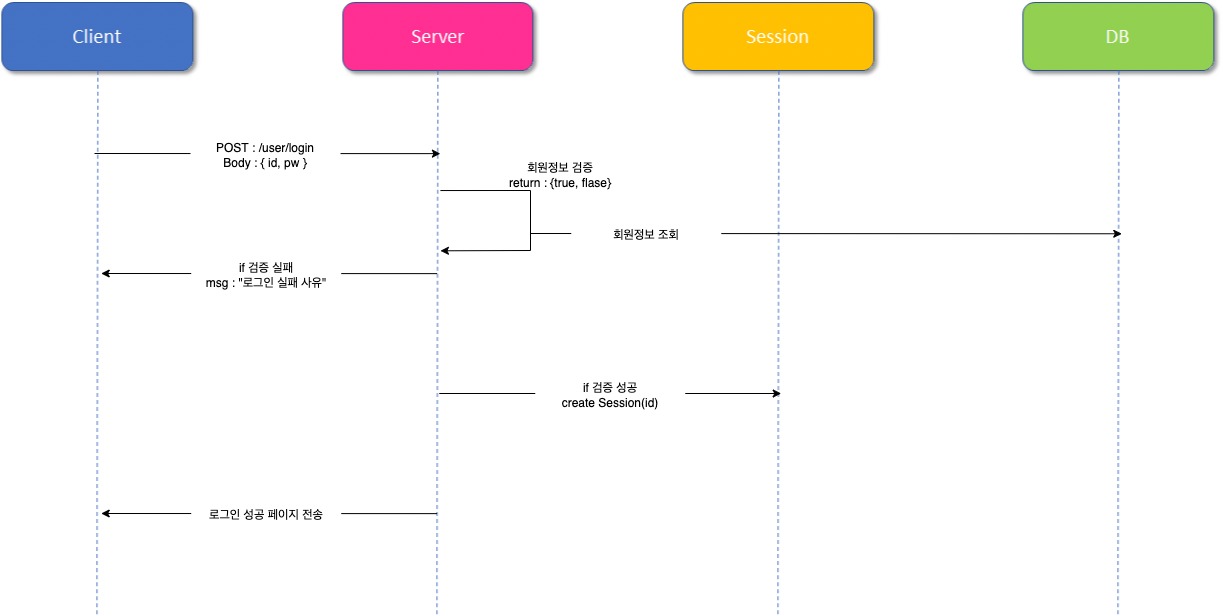 Client
Server
Session
DB
POST : /user/login
Body : { id, pw }
회원정보 검증
return : {true, flase}
회원정보 조회
if 검증 실패
msg : "로그인 실패 사유"
if 검증 성공
create Session(id)
로그인 성공 페이지 전송